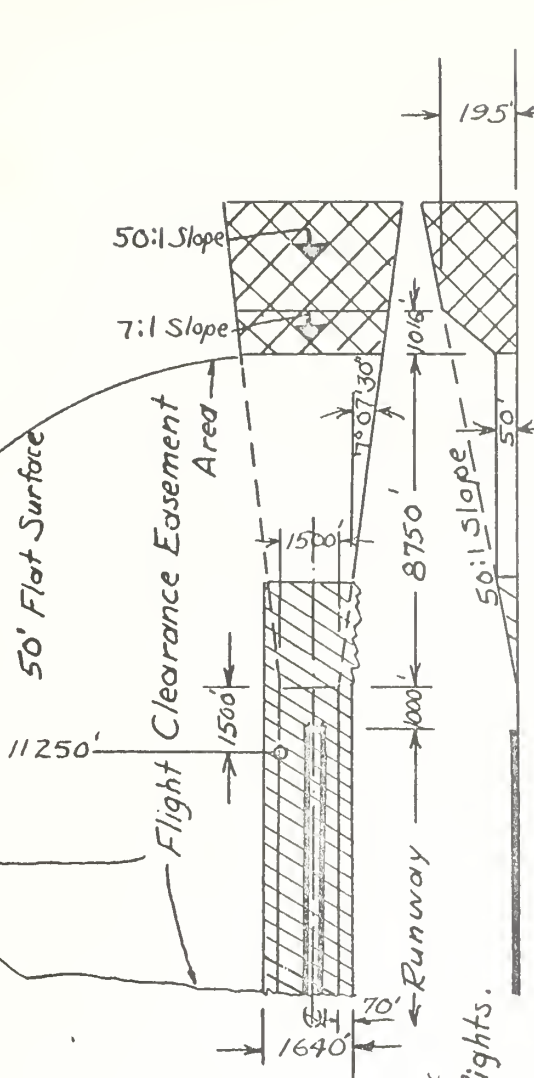 195'
50:1 Slope
7:1 Slope
1016'
7° 07' 30"
50'
50' Flat Surface
Flight Clearance Easement
Area
1500'
8750'
50:1 slope
1500'
1000'
11250'
Runway
70'
1640'
ights.